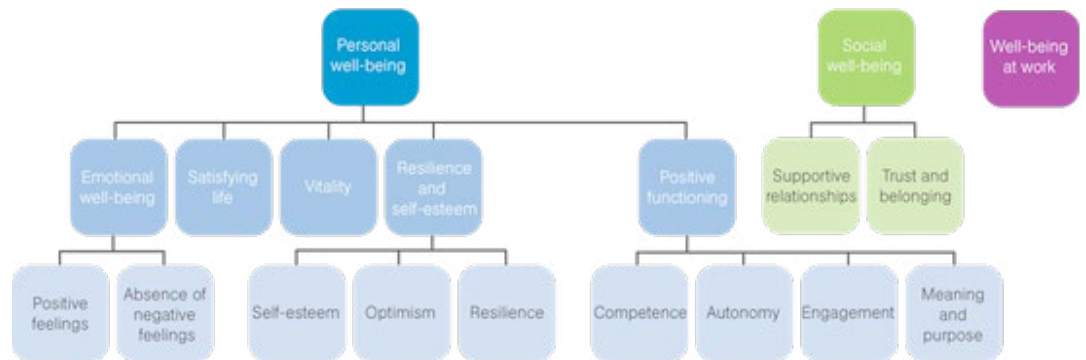 Personal
well-being
Social
well-being
Well-being
at work
Emotional
well-being
Satisfying
life
Vitality
Resilience
and
self-esteem
Positive
functioning
Supportive
relationships
Trust and
belonging
Positive
feelings
Absence of
negative
feelings
Self-esteem
Optimism
Resilience
Competence
Autonomy
Engagement
Meaning
and
purpose